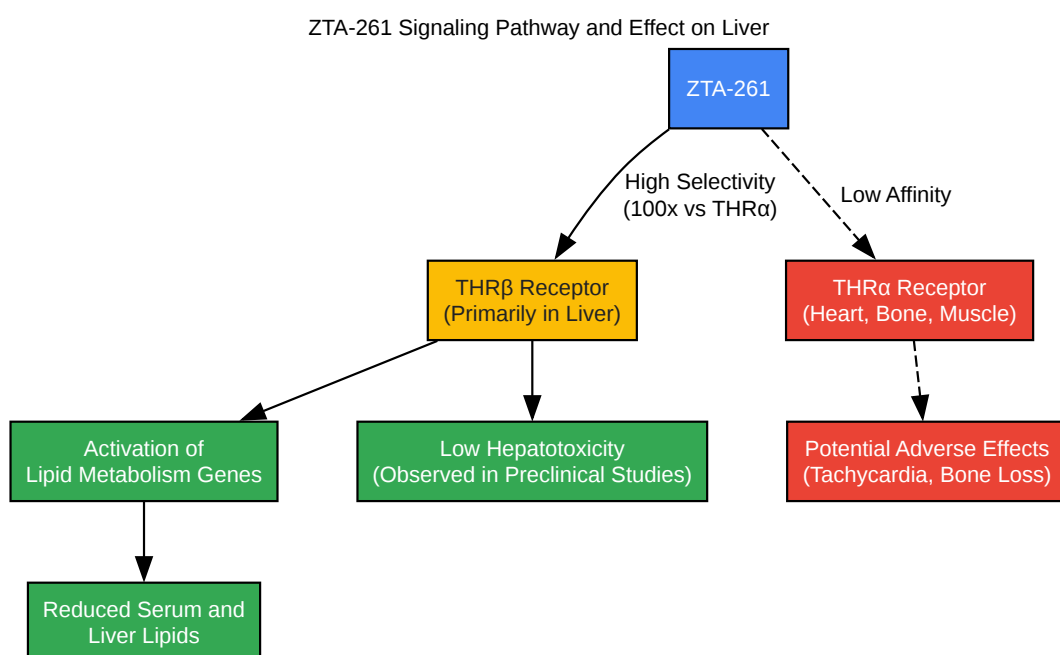 ZTA-261 Signaling Pathway and Effect on Liver
ZTA-261
High Selectivity
(100x vs THRα)
Low Affinity
THRβ Receptor
(Primarily in Liver)
THRα Receptor
(Heart, Bone, Muscle)
Activation of
Lipid Metabolism Genes
Low Hepatotoxicity
(Observed in Preclinical Studies)
Potential Adverse Effects
(Tachycardia, Bone Loss)
Reduced Serum and
Liver Lipids